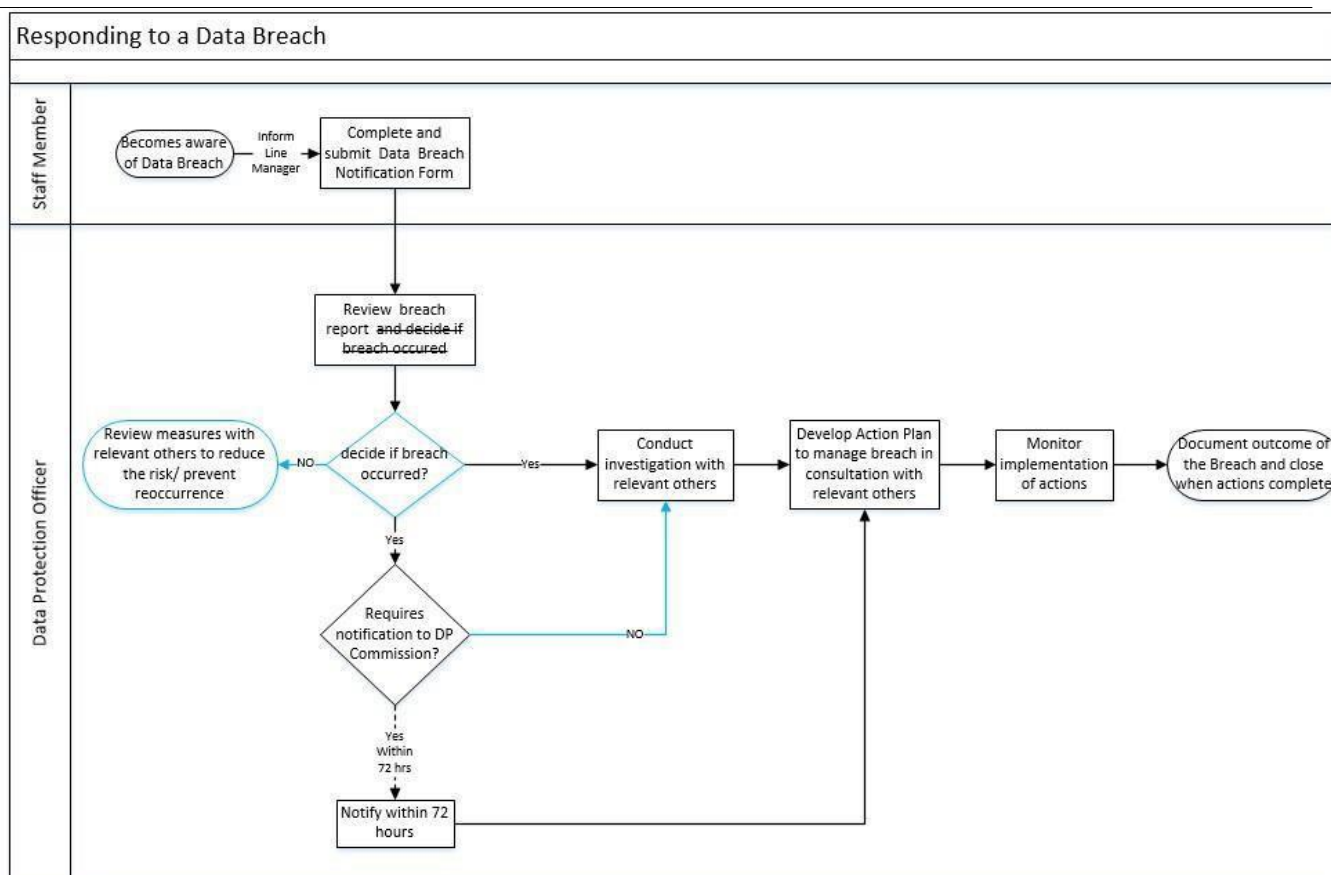 Responding to a Data Breach
Staff Member
Becomes aware
of Data Breach
Inform
Line
Manager
Complete and
submit Data Breach
Notification Form
Data Protection Officer
Review breach
report and decide if
breach occured
decide if breach
occurred?
NO
Review measures with
relevant others to reduce
the risk/ prevent
reoccurrence
Yes
Conduct
investigation with
relevant others
Develop Action Plan
to manage breach in
consultation with
relevant others
Monitor
implementation
of actions
Document outcome of
the Breach and close
when actions complete
Yes
Requires
notification to DP
Commission?
NO
Yes
Within
72 hrs
Notify within 72
hours